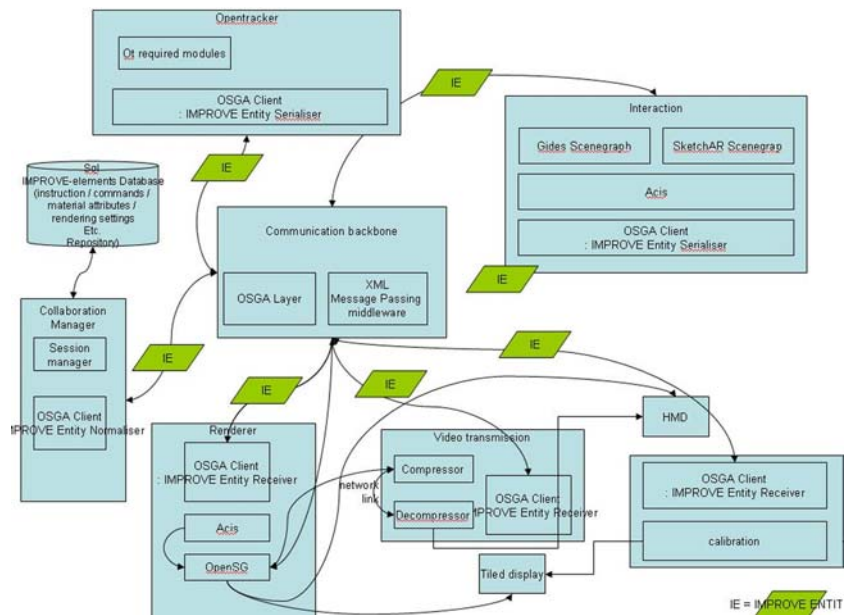 Opentracker
Ot required modules
OSGA Client
: IMPROVE Entity Serialiser
IE
Interaction
Gides Scenegraph
SketchAR Scenegrap
Acis
OSGA Client
: IMPROVE Entity Serialiser
IE
IE
Sql
IMPROVE-elements Database
(instruction / commands /
material attributes /
rendering settings
Etc.
Repository)
Communication backbone
OSGA Layer
XML
Message Passing
middleware
Collaboration
Manager
Session
manager
OSGA Client
MPROVE Entity Normaliser
IE
IE
IE
IE
Renderer
OSGA Client
: IMPROVE Entity Receiver
Acis
OpenSG
Video transmission
Compressor
network
link
Decompressor
OSGA Client
MPROVE Entity Receiver
HMD
OSGA Client
: IMPROVE Entity Receiver
calibration
Tiled display
IE = IMPROVE ENTIT